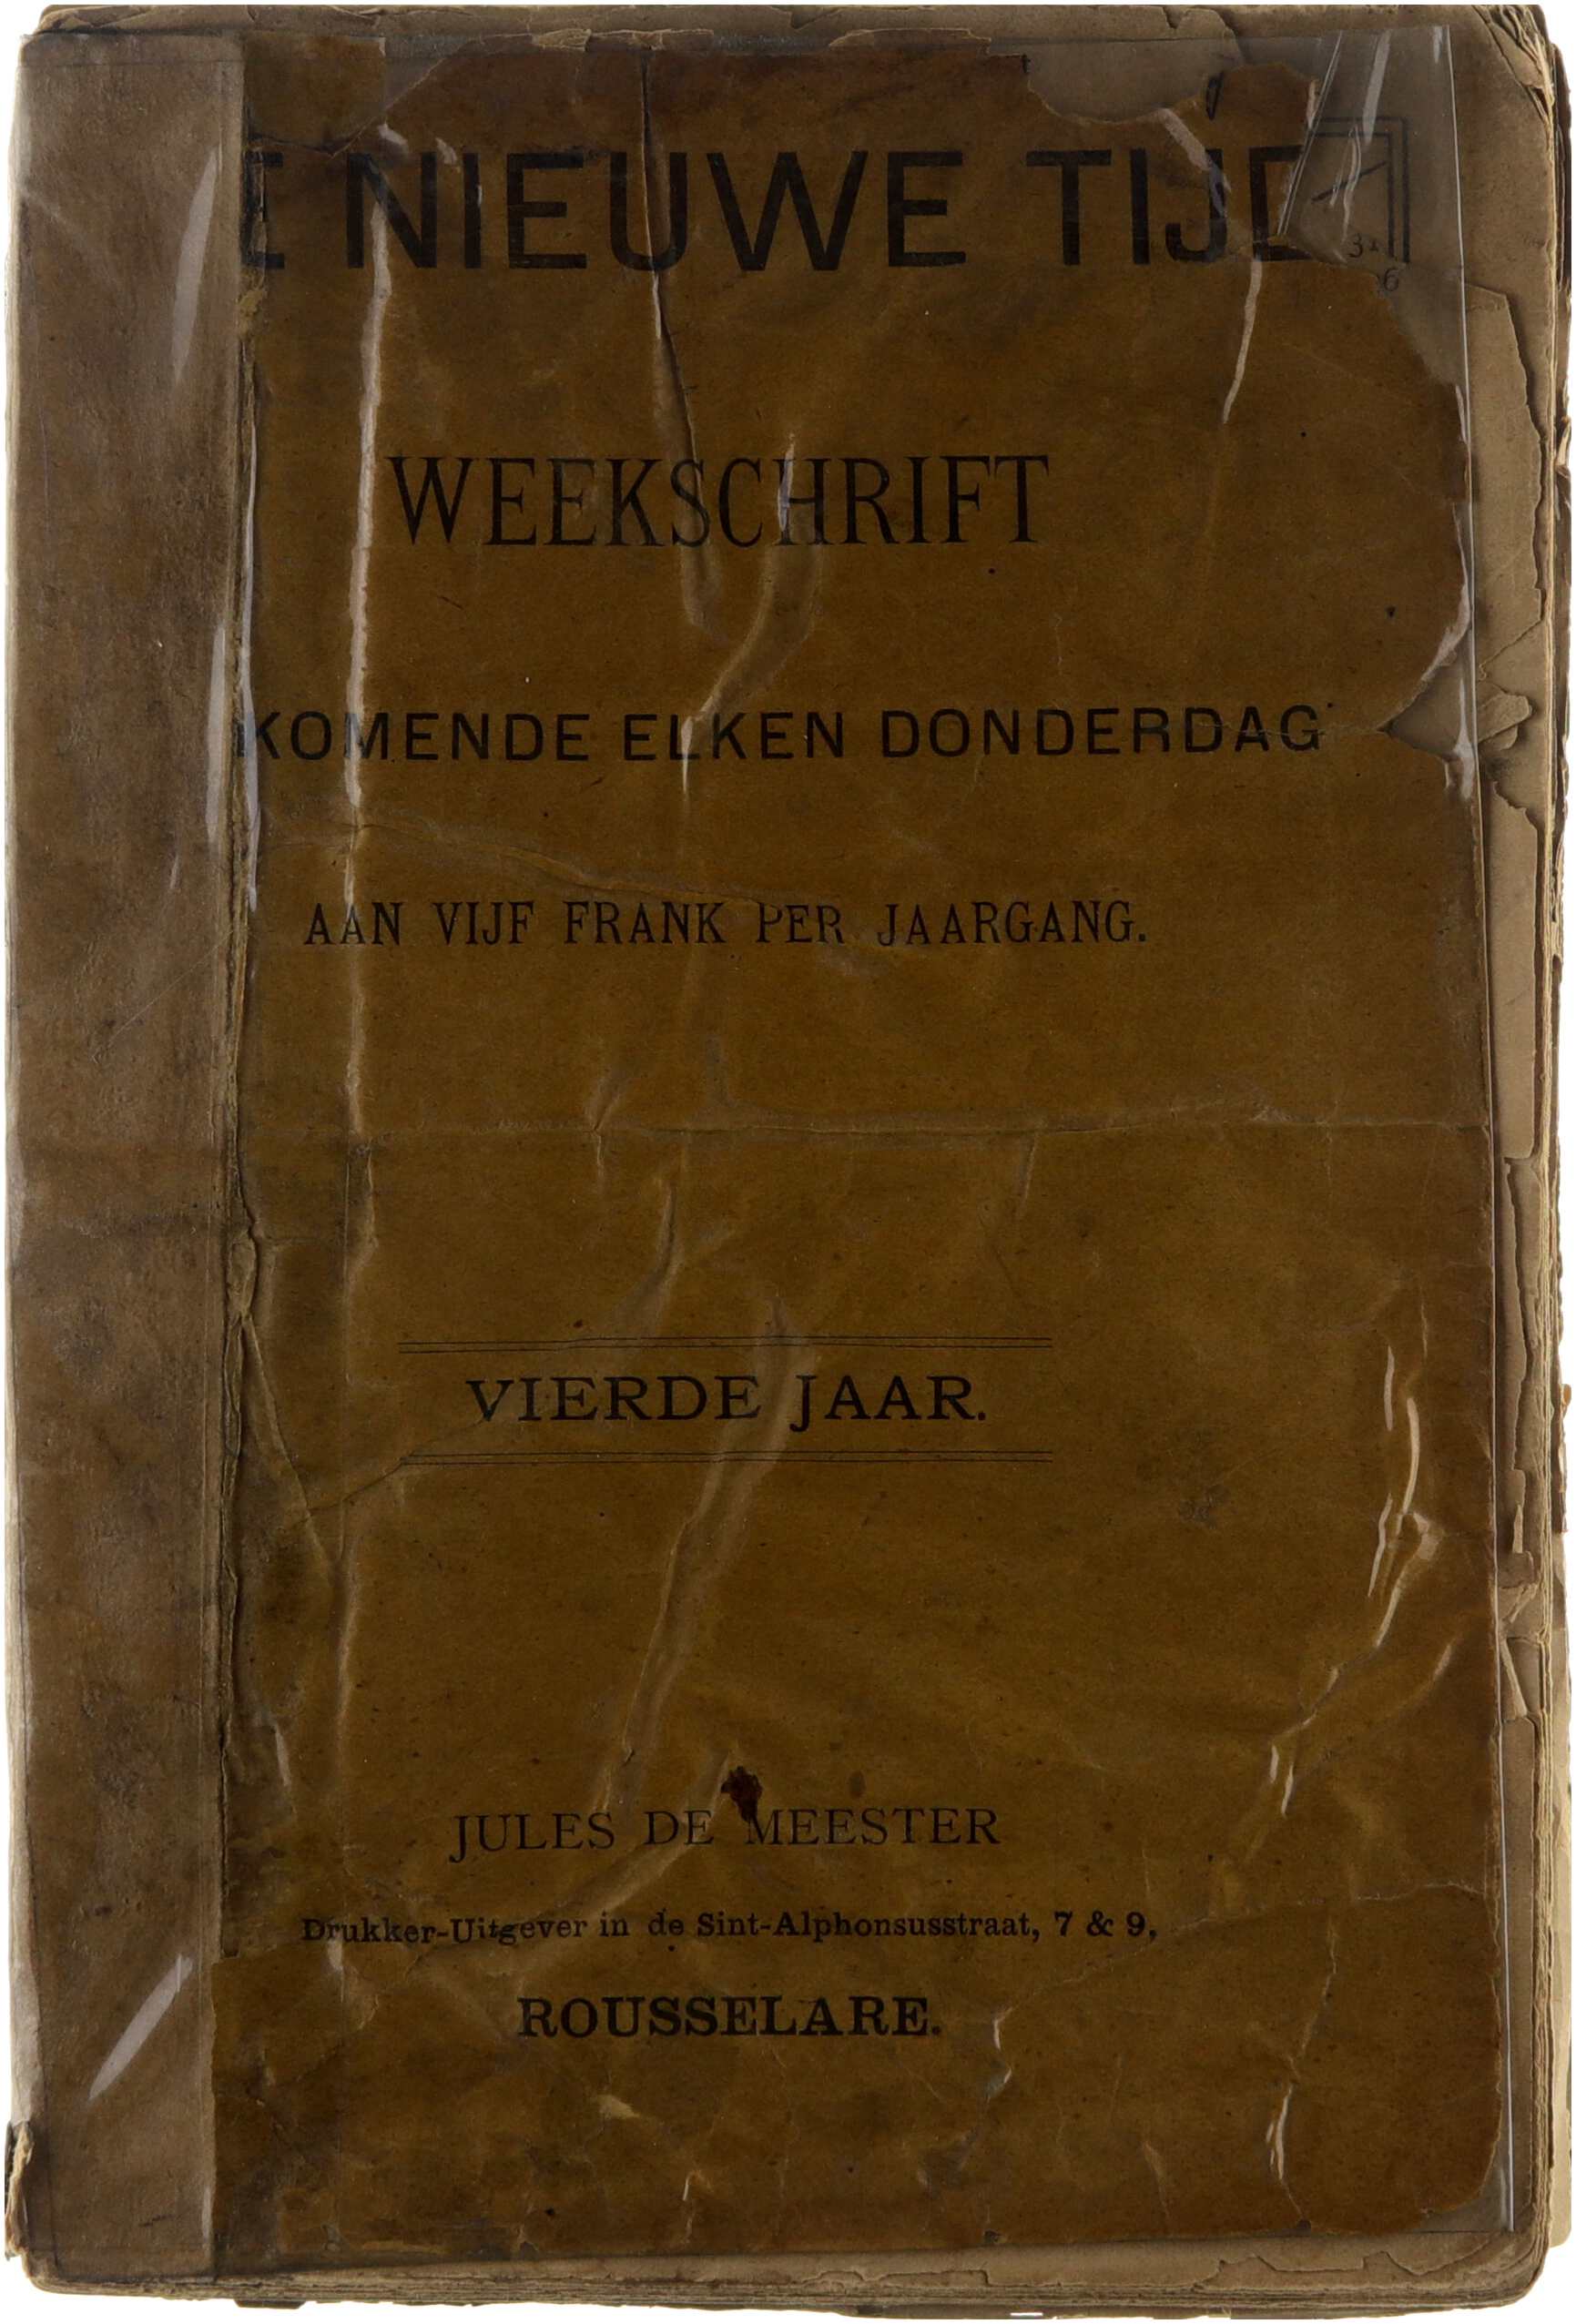 E NIEUWE TIJD
WEEKSCHRIFT
KOMENDE ELKEN DONDERDAG
AAN VIJF FRANK PER JAARGANG.
VIERDE JAAR.
JULES DE MEESTER
Drukker-Uitgever in de Sint-Alphonsusstraat, 7 & 9,
ROUSSELARE.